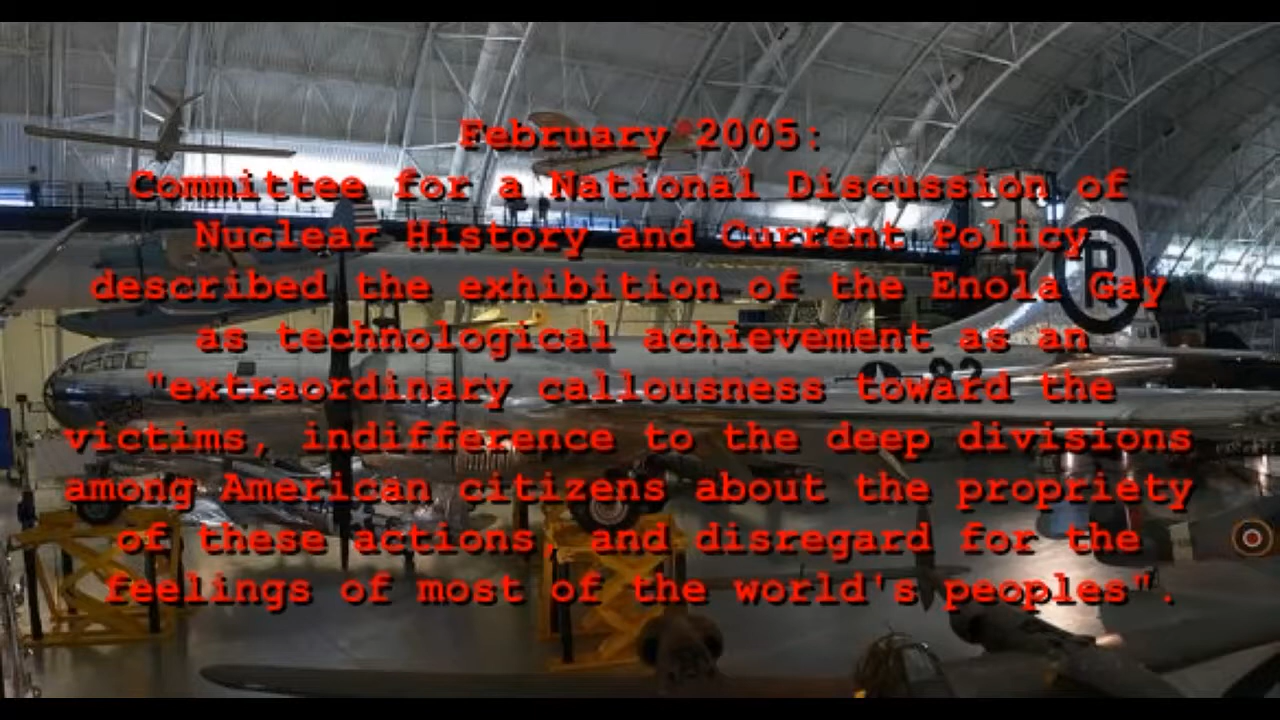 February 2005:
Committee for a National Discussion of
Nuclear History and Current Policy
described the exhibition of the Enola Gay
as technological achievement as an
"extraordinary callousness toward the
victims, indifference to the deep divisions
among American citizens about the propriety
of these actions, and disregard for the
feelings of most of the world's peoples".
R
82